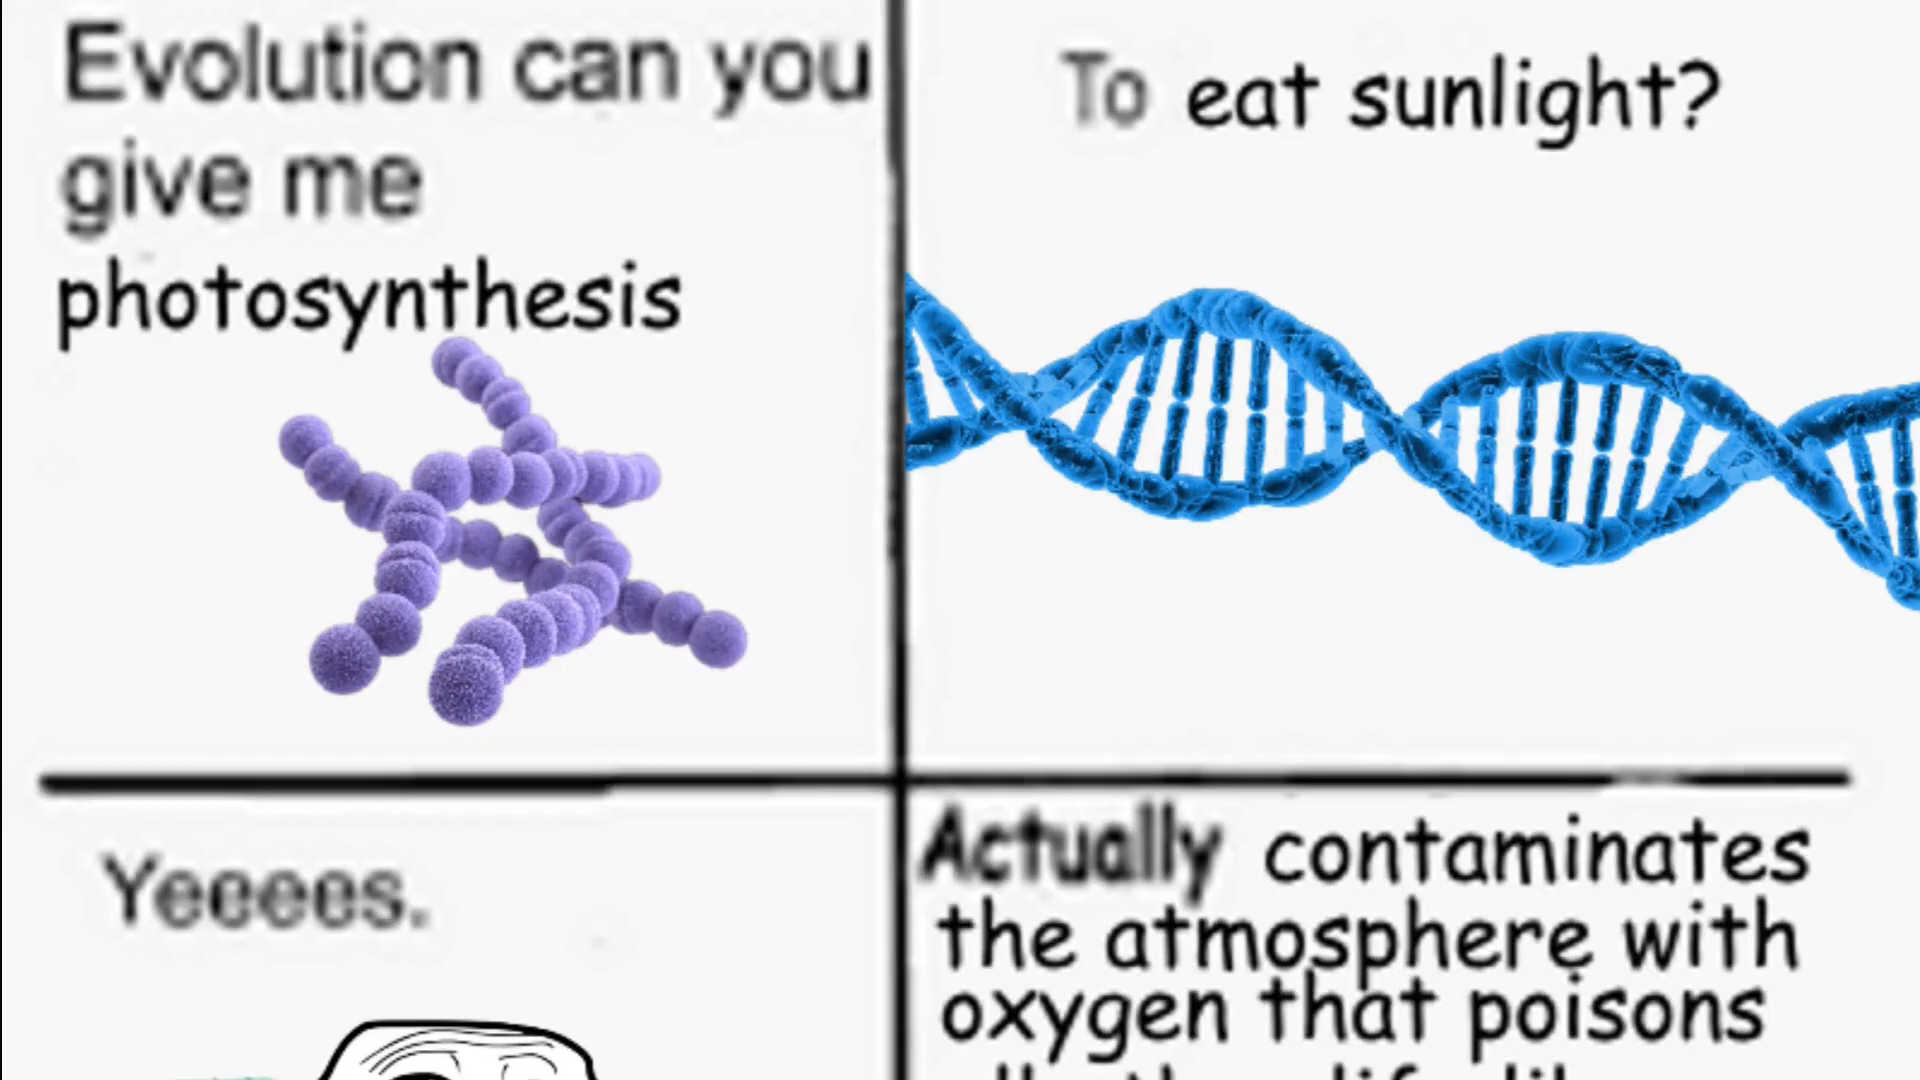 Evolution can you
give me
photosynthesis
To eat sunlight?
Yeeees.
Actually contaminates
the atmosphere with
oxygen that poisons